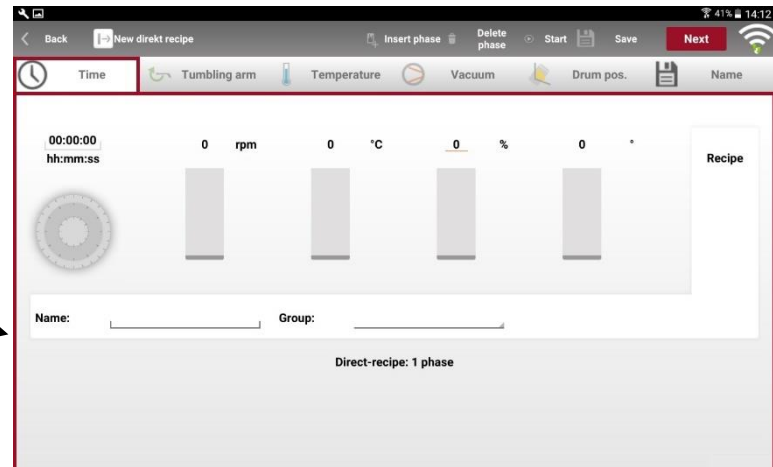 41% 14:12
Back New direkt recipe Insert phase Delete phase Start Save Next
Time Tumbling arm Temperature Vacuum Drum pos. Name
00:00:00 0 rpm 0 °C 0 % 0 °
hh:mm:ss Recipe
Name: Group:
Direct-recipe: 1 phase